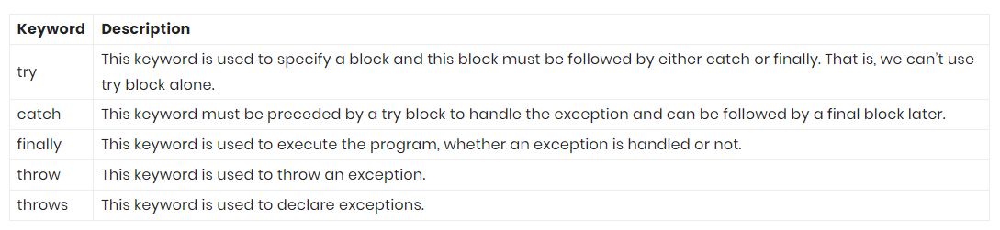 Keyword Description
try This keyword is used to specify a block and this block must be followed by either catch or finally. That is, we can't use
try block alone.
catch This keyword must be preceded by a try block to handle the exception and can be followed by a final block later.
finally This keyword is used to execute the program, whether an exception is handled or not.
throw This keyword is used to throw an exception.
throws This keyword is used to declare exceptions.